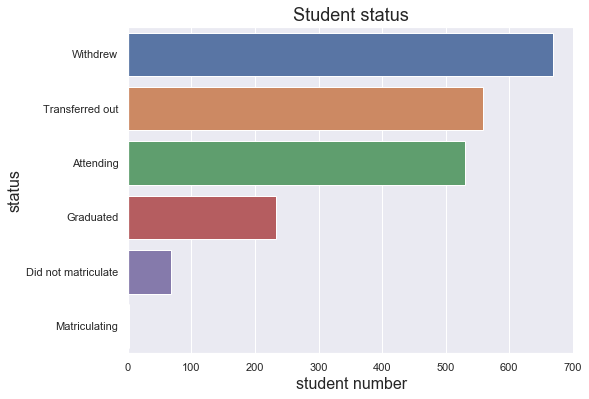 Student status
status
Withdrew
Transferred out
Attending
Graduated
Did not matriculate
Matriculating
0 100 200 300 400 500 600 700
student number